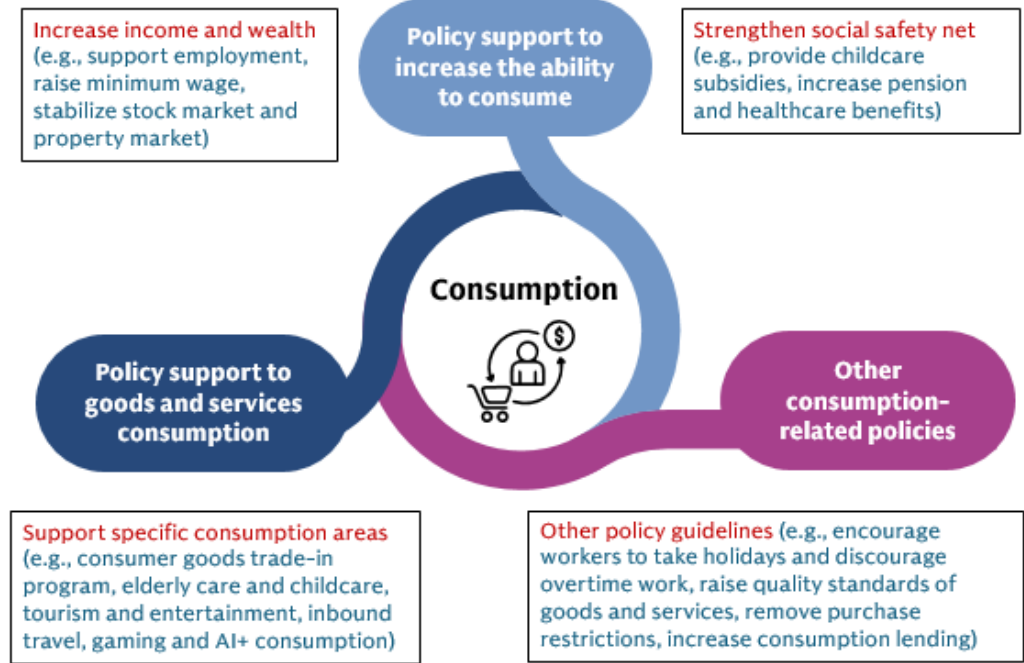 Increase income and wealth
(e.g., support employment,
raise minimum wage,
stabilize stock market and
property market)
Policy support to
increase the ability
to consume
Strengthen social safety net
(e.g., provide childcare
subsidies, increase pension
and healthcare benefits)
Consumption
$
Policy support to
goods and services
consumption
Other
consumption-
related policies
Support specific consumption areas
(e.g., consumer goods trade-in
program, elderly care and childcare,
tourism and entertainment, inbound
travel, gaming and AI+ consumption)
Other policy guidelines (e.g., encourage
workers to take holidays and discourage
overtime work, raise quality standards of
goods and services, remove purchase
restrictions, increase consumption lending)